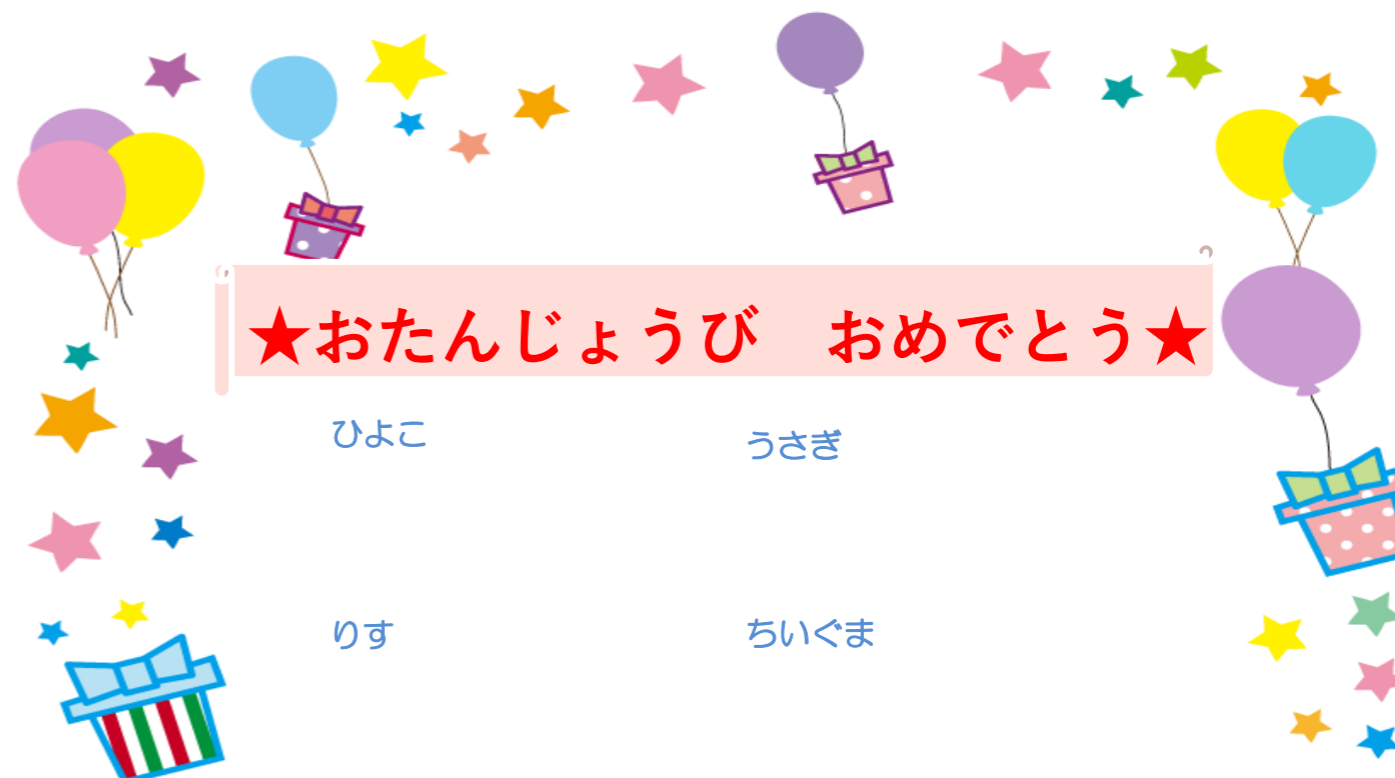 ★おたんじょうび　おめでとう★
ひよこ
うさぎ
りす
ちいぐま